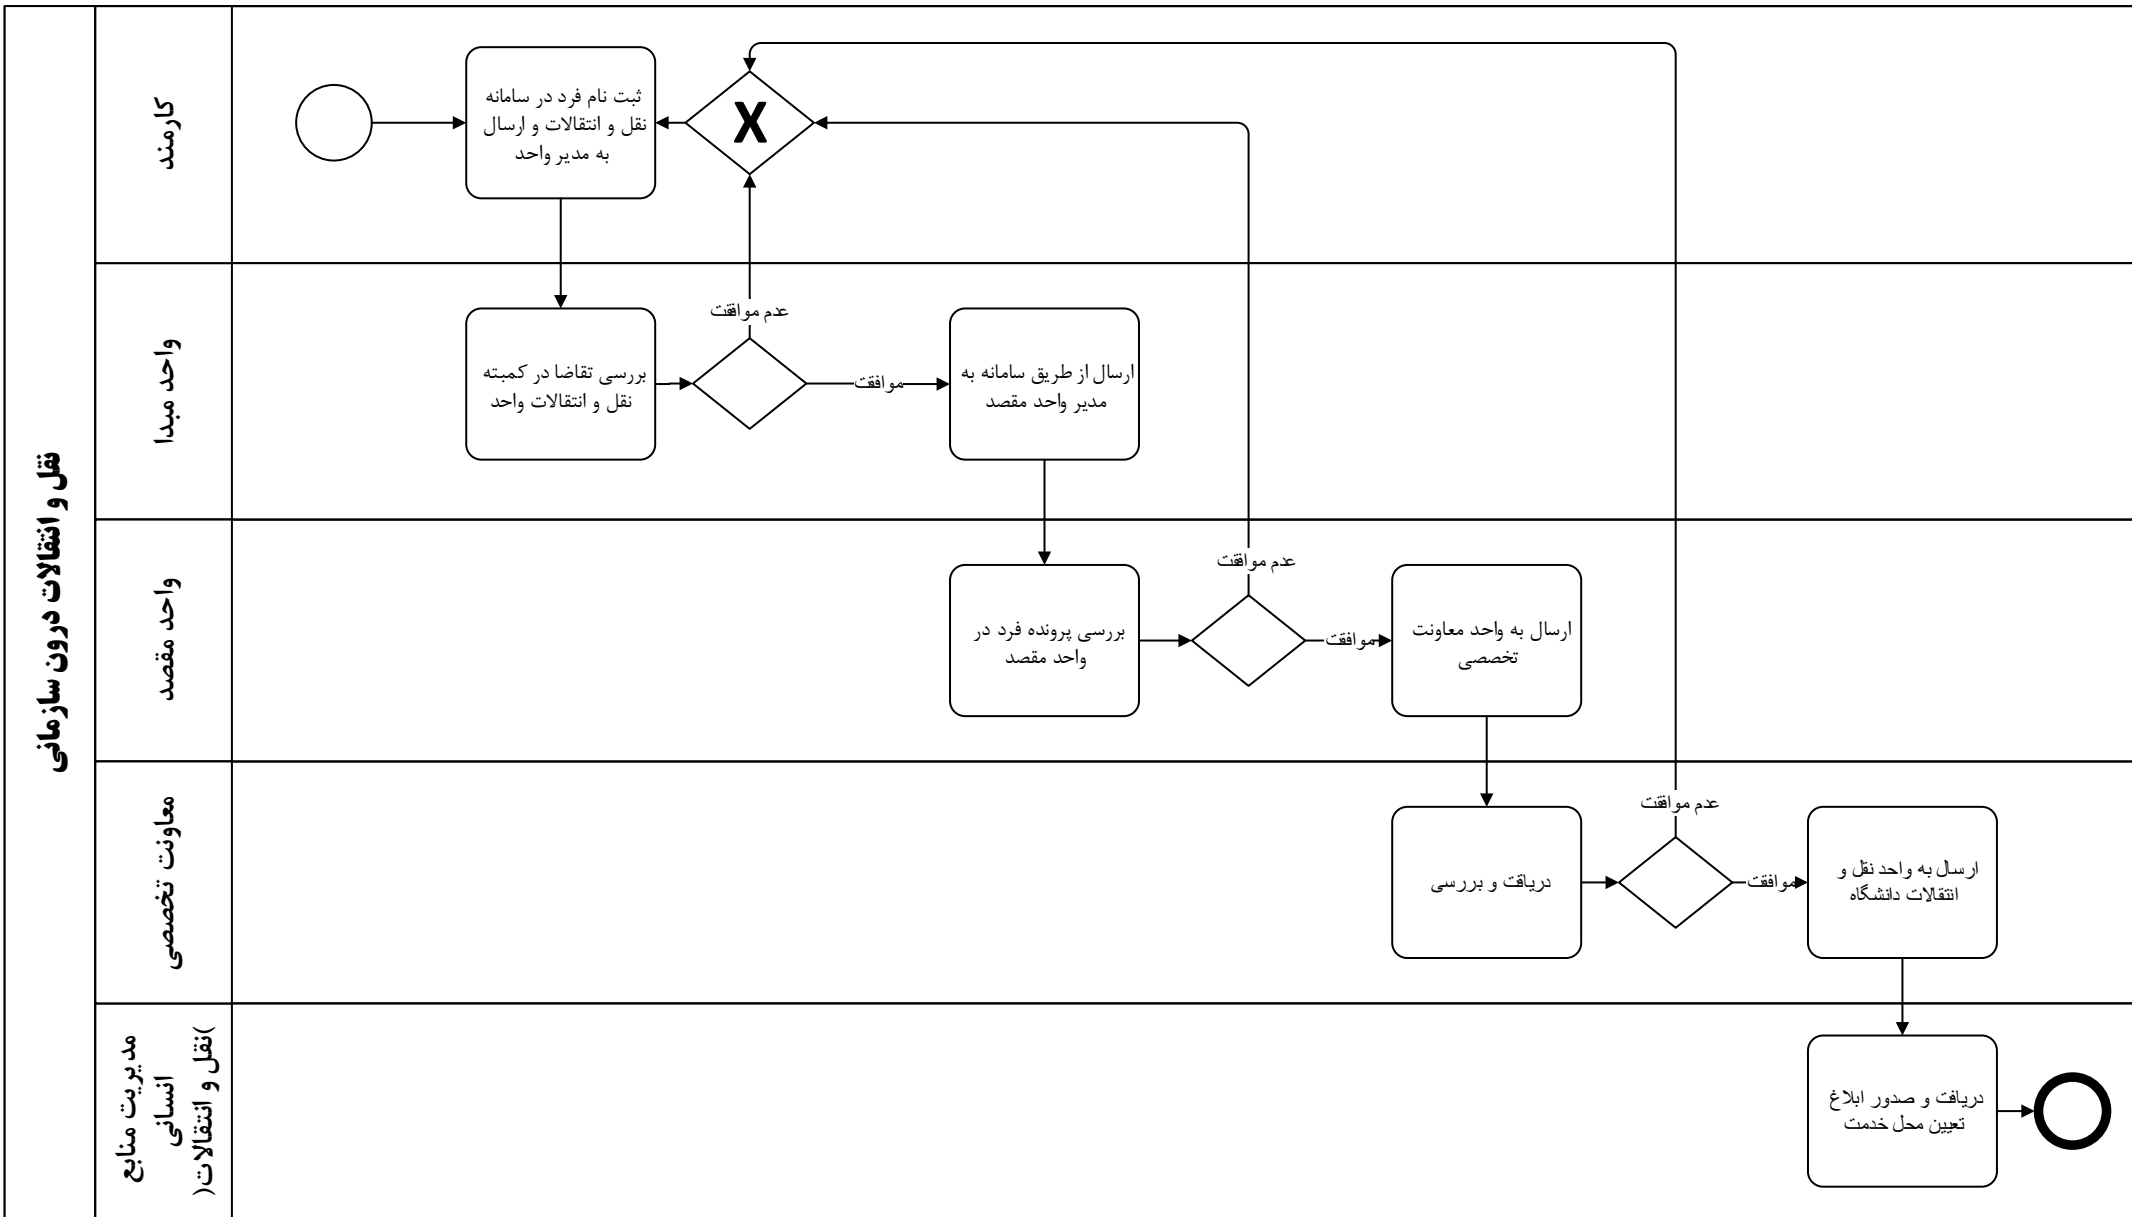 نقل و انتقالات درون سازمانی
کارمند
ثبت نام فرد در سامانه
نقل و انتقالات و ارسال
به مدیر واحد
X
واحد مبدا
بررسی تقاضا در کمیته
نقل و انتقالات واحد
عدم موافقت
موافقت
ارسال از طریق سامانه به
مدیر واحد مقصد
واحد مقصد
بررسی پرونده فرد در
واحد مقصد
عدم موافقت
موافقت
ارسال به واحد معاونت
تخصصی
معاونت تخصصی
دریافت و بررسی
عدم موافقت
موافقت
ارسال به واحد نقل و
انتقالات دانشگاه
مدیریت منابع
انسانی
)نقل و انتقالات(
دریافت و صدور ابلاغ
تعیین محل خدمت